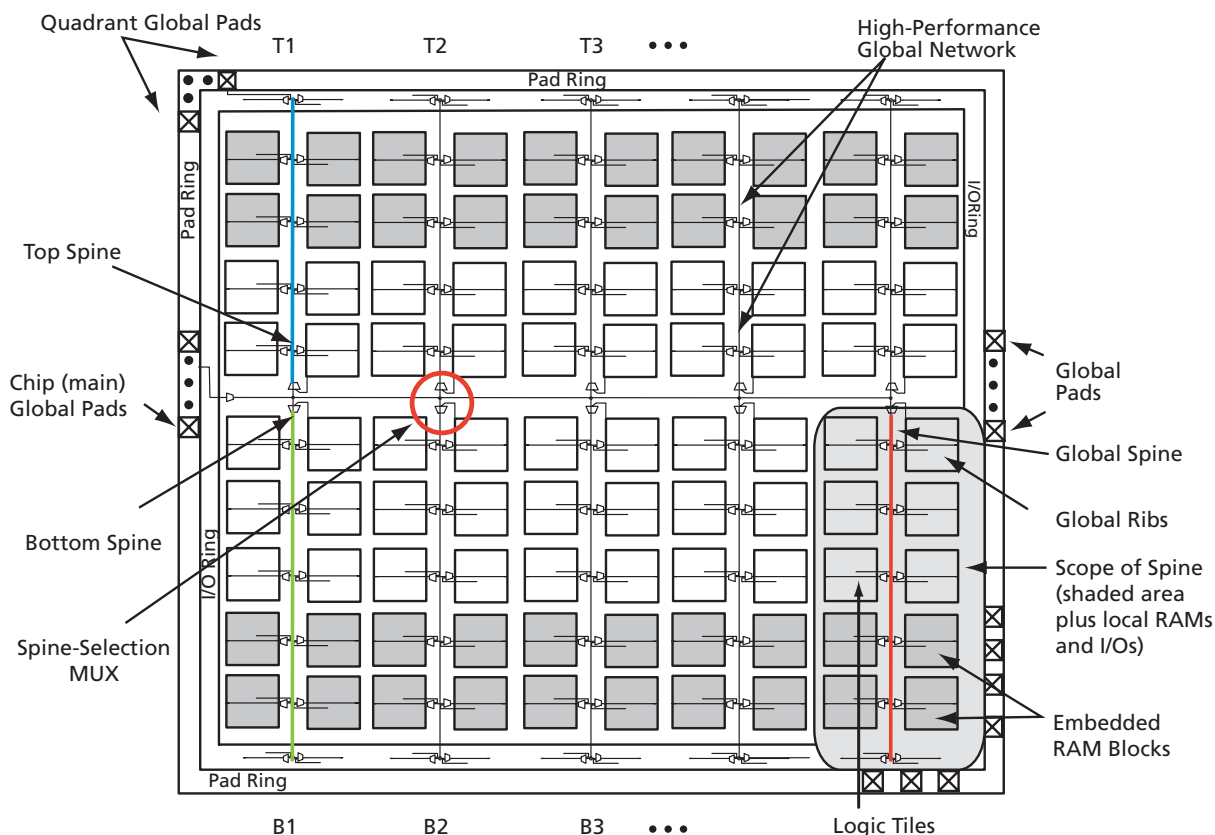 Quadrant Global Pads
T1
T2
T3
•••
High-Performance
Global Network
Pad Ring
Pad Ring
I/ORing
Top Spine
Chip (main)
Global Pads
Global
Pads
Global Spine
Bottom Spine
Global Ribs
I/O Ring
Scope of Spine
(shaded area
plus local RAMs
and I/Os)
Spine-Selection
MUX
Embedded
RAM Blocks
Pad Ring
B1
B2
B3
•••
Logic Tiles